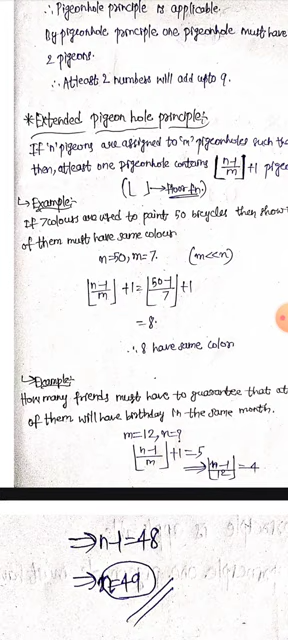 ∴ Pigeonhole principle is applicable.
By pigeonhole principle one pigeonhole must have
2 pigeons.
∴ Atleast 2 numbers will add upto 9.
*Extended pigeon hole principle:-
If 'n' pigeons are assigned to 'm' pigeonholes such tha
then, atleast one pigeonhole contains ⌊n-1/m⌋+1 pige
(⌊ ⌋→Floor fn.)
↳Example:-
If 7 colours are used to paint 50 bicycles then show
of them must have same colour.
n=50, m=7. (m<<n)
⌊n-1/m⌋+1=⌊50-1/7⌋+1
=8.
∴ 8 have same color
↳Example:-
How many friends must have to guarantee that at
of them will have birthday in the same month.
m=12, n=?
⌊n-1/m⌋+1=5
⇒⌊n-1/12⌋=4
⇒n-1=48
⇒n=49